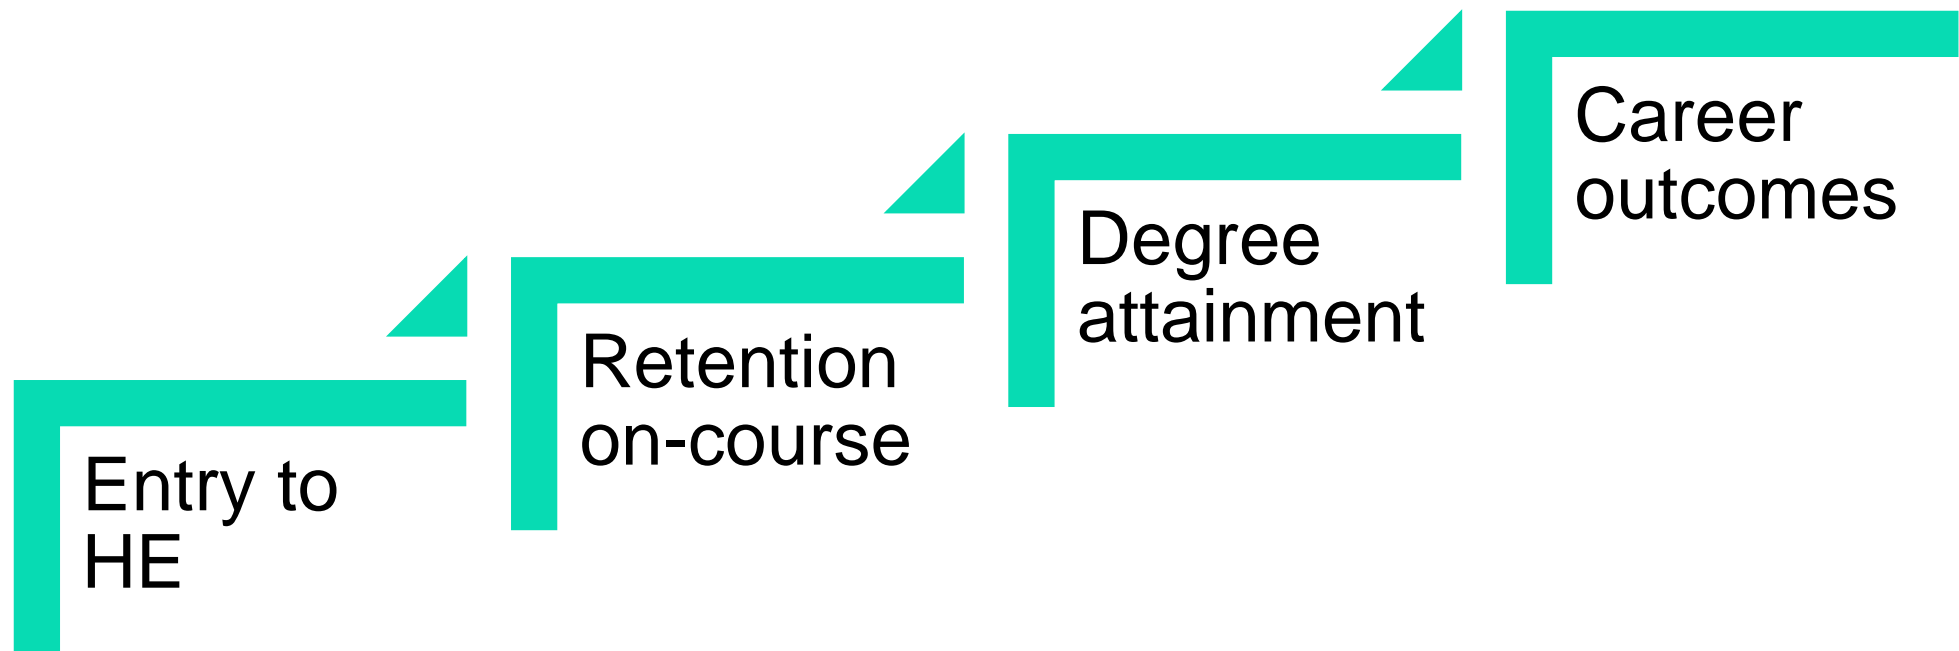 Entry to
HE
Retention
on-course
Degree
attainment
Career
outcomes